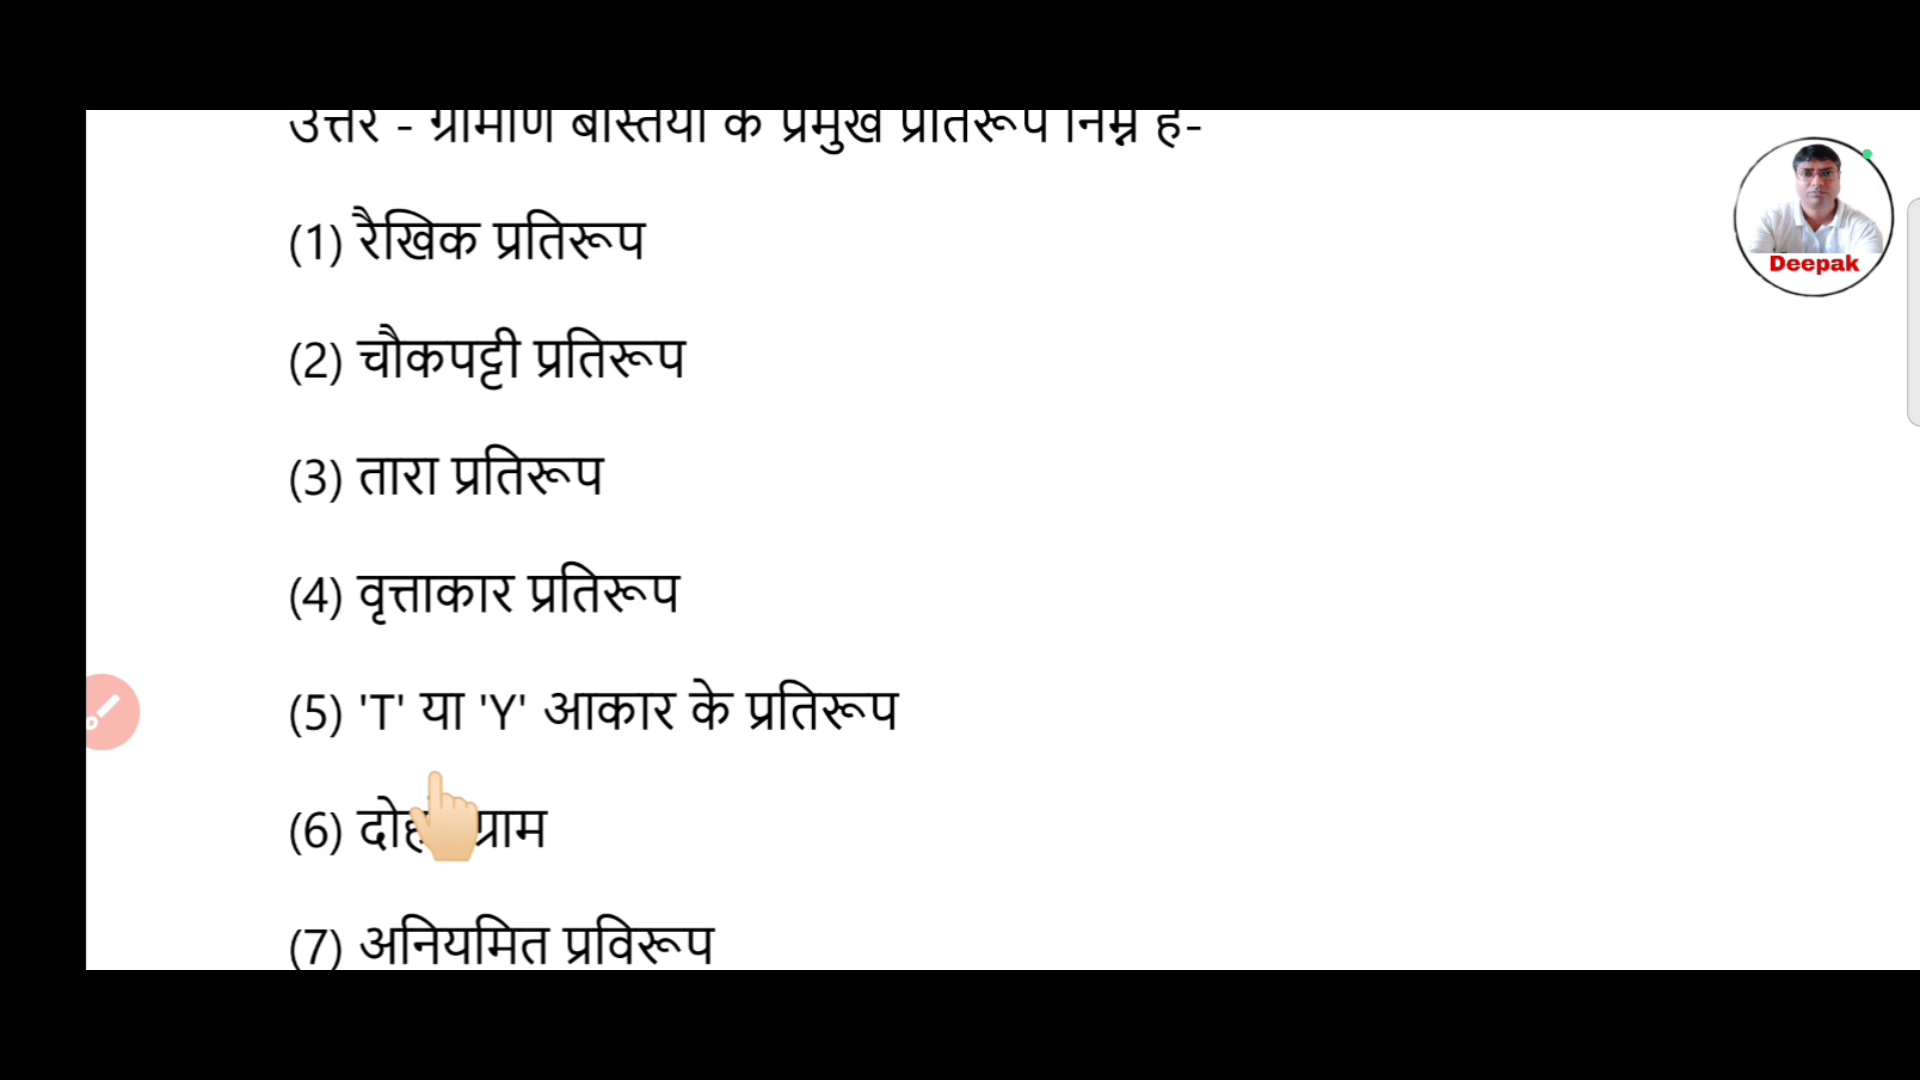 उत्तर - ग्रामीण बस्तियों के प्रमुख प्रतिरूप निम्न हैं-
(1) रैखिक प्रतिरूप
Deepak
(2) चौकपट्टी प्रतिरूप
(3) तारा प्रतिरूप
(4) वृत्ताकार प्रतिरूप
(5) 'T' या 'Y' आकार के प्रतिरूप
(6) ग्राम
(7) अनियमित प्रविरूप